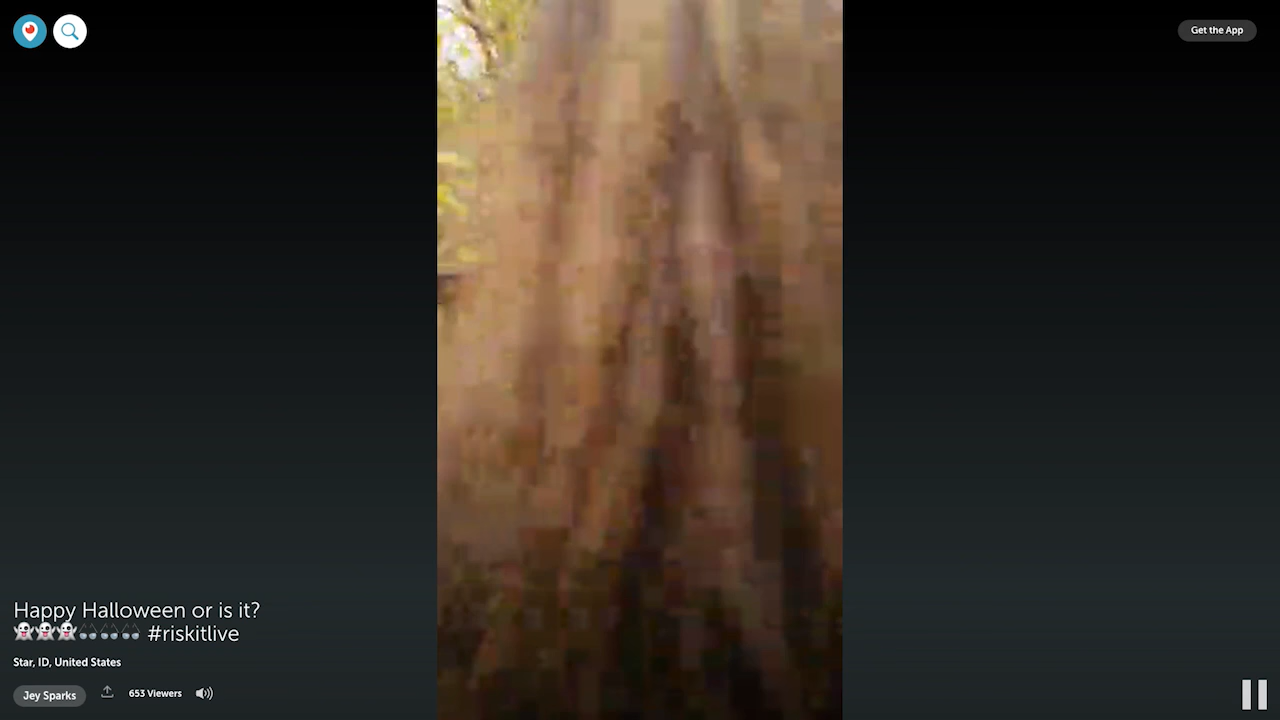 Get the App
Happy Halloween or is it?
👻👻👻👓👓👓 #riskitlive
Star, ID, United States
Jey Sparks
653 Viewers